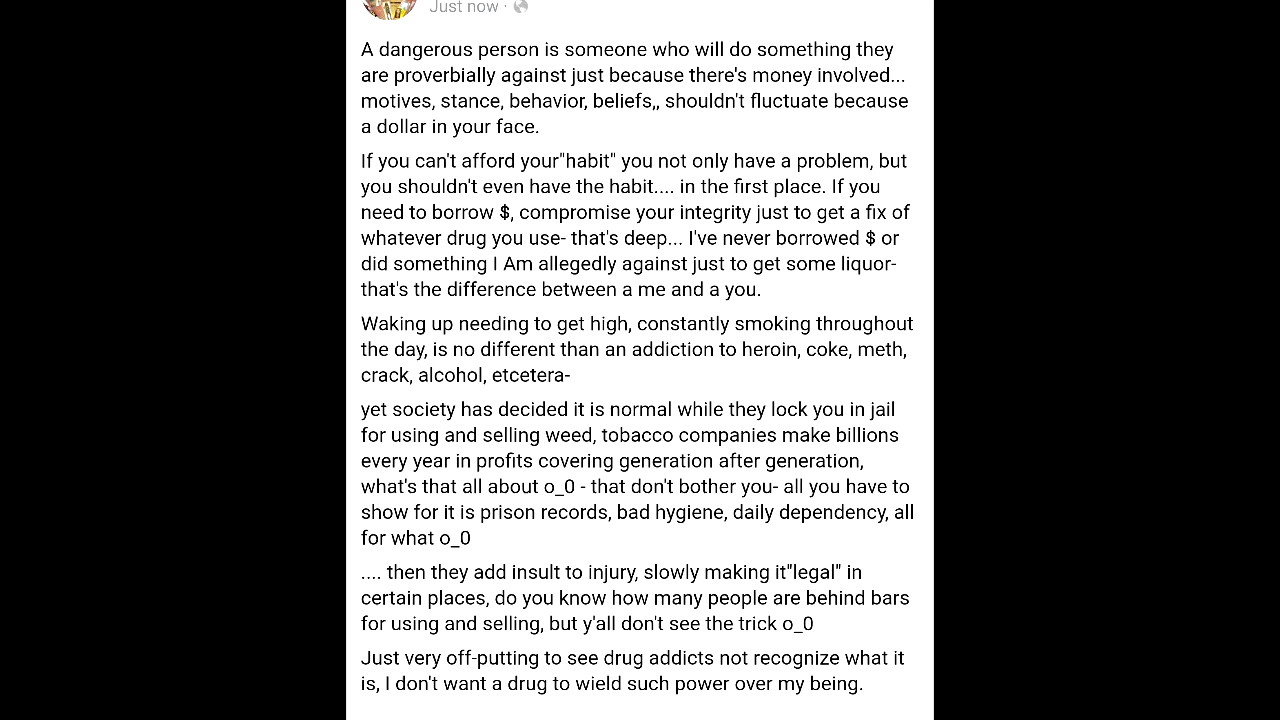 Just now ·
A dangerous person is someone who will do something they
are proverbially against just because there's money involved...
motives, stance, behavior, beliefs,, shouldn't fluctuate because
a dollar in your face.
If you can't afford your"habit" you not only have a problem, but
you shouldn't even have the habit.... in the first place. If you
need to borrow $, compromise your integrity just to get a fix of
whatever drug you use- that's deep... I've never borrowed $ or
did something I Am allegedly against just to get some liquor-
that's the difference between a me and a you.
Waking up needing to get high, constantly smoking throughout
the day, is no different than an addiction to heroin, coke, meth,
crack, alcohol, etcetera-
yet society has decided it is normal while they lock you in jail
for using and selling weed, tobacco companies make billions
every year in profits covering generation after generation,
what's that all about o_0 - that don't bother you- all you have to
show for it is prison records, bad hygiene, daily dependency, all
for what o_0
.... then they add insult to injury, slowly making it"legal" in
certain places, do you know how many people are behind bars
for using and selling, but y'all don't see the trick o_0
Just very off-putting to see drug addicts not recognize what it
is, I don't want a drug to wield such power over my being.